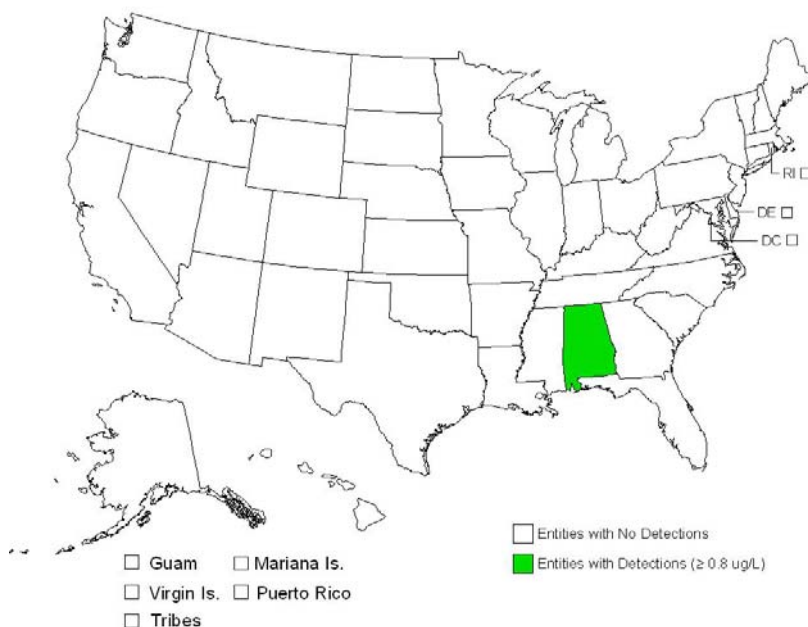 RI
DE
DC
Entities with No Detections
Entities with Detections (≥ 0.8 ug/L)
Guam
Mariana Is.
Virgin Is.
Puerto Rico
Tribes